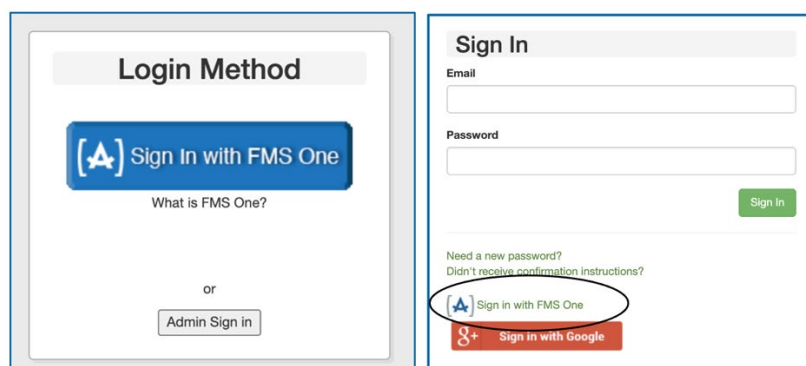 Login Method
[A] Sign In with FMS One
What is FMS One?
or
Admin Sign in
Sign In
Email
Password
Sign In
Need a new password?
Didn't receive confirmation instructions?
[A] Sign in with FMS One
8+ Sign in with Google